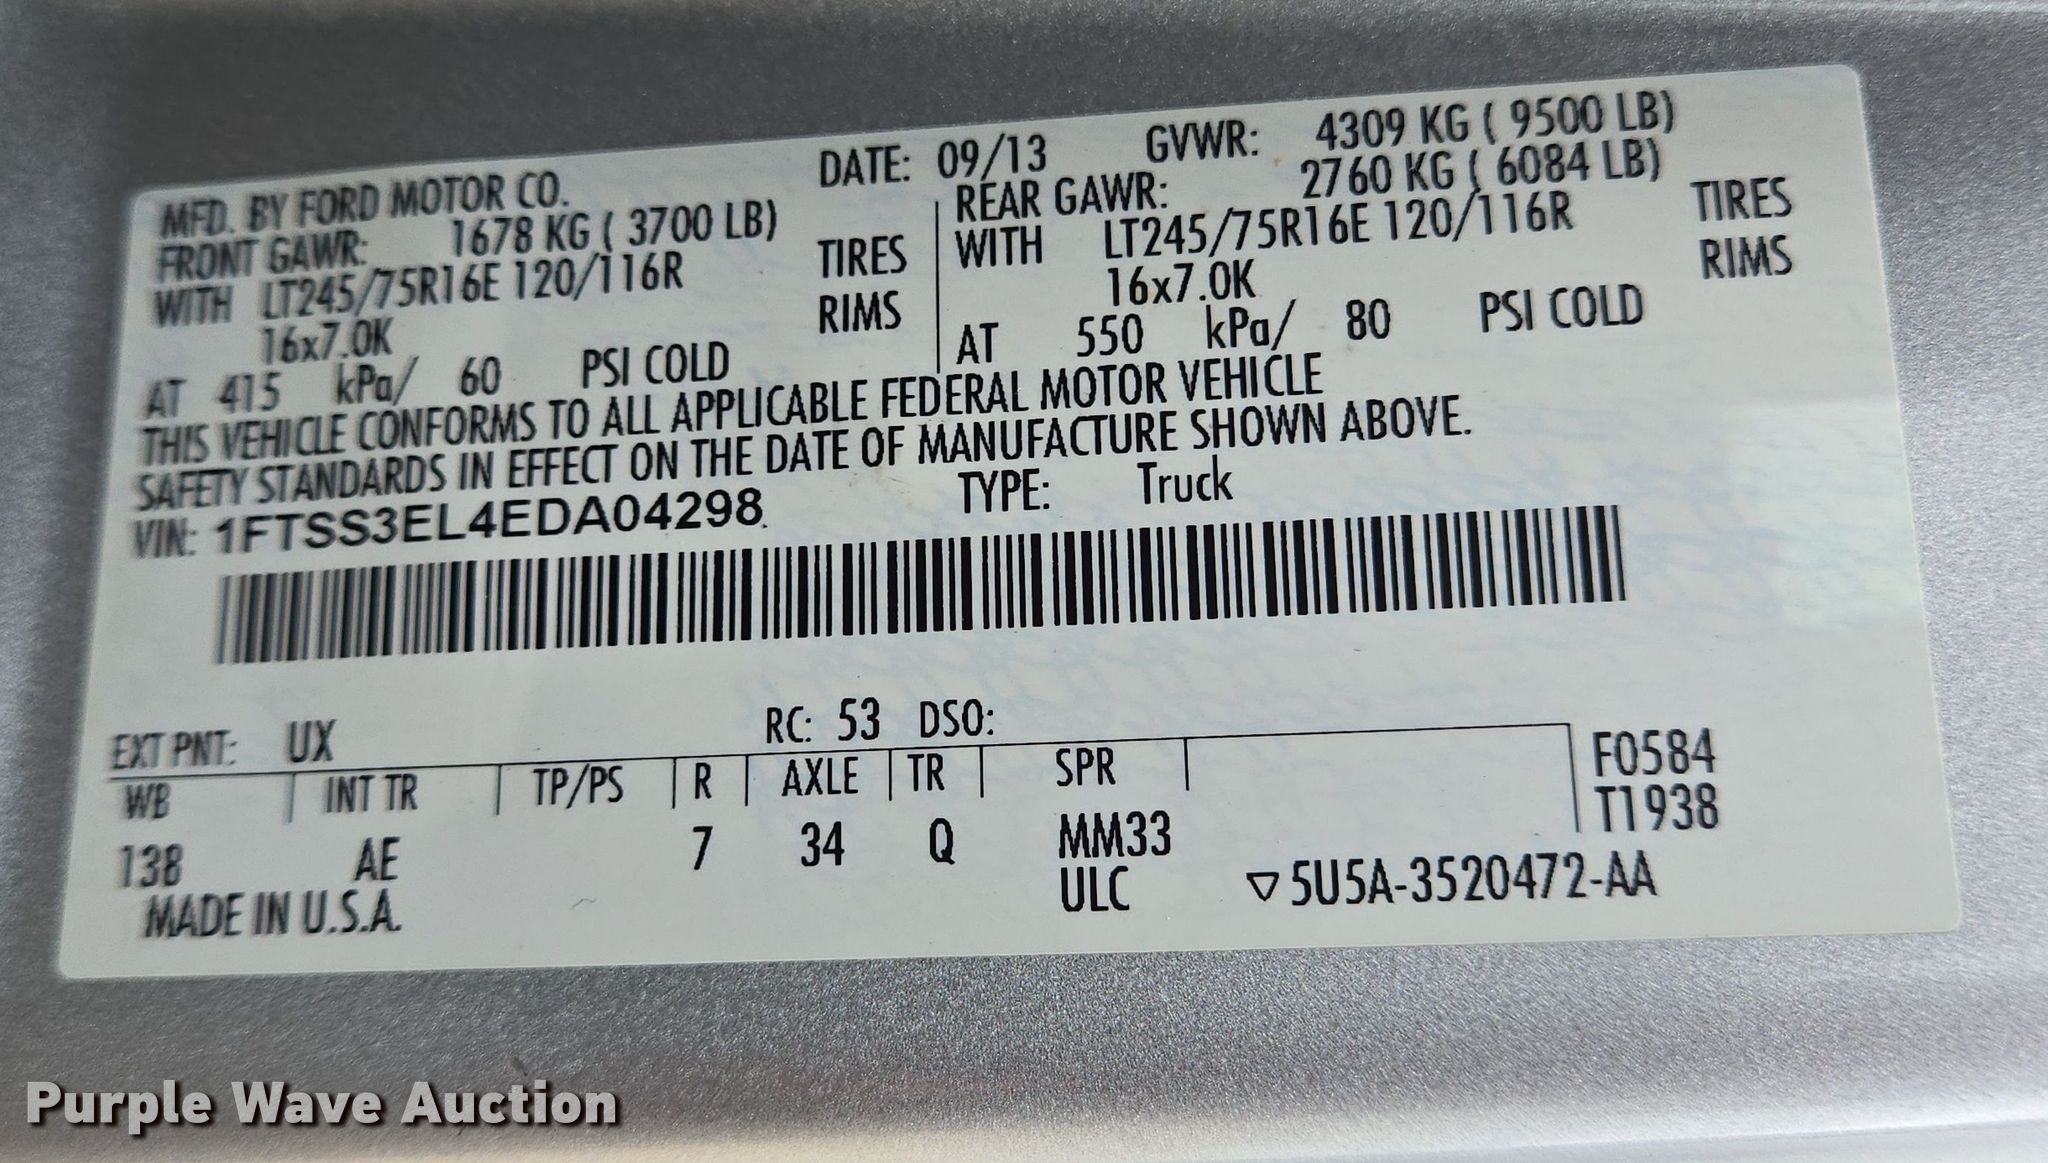 MFD. BY FORD MOTOR CO. DATE: 09/13 GVWR: 4309 KG ( 9500 LB)
FRONT GAWR: 1678 KG ( 3700 LB) REAR GAWR: 2760 KG ( 6084 LB)
WITH LT245/75R16E 120/116R TIRES WITH LT245/75R16E 120/116R TIRES
16x7.0K RIMS 16x7.0K RIMS
AT 415 kPa/ 60 PSI COLD AT 550 kPa/ 80 PSI COLD
THIS VEHICLE CONFORMS TO ALL APPLICABLE FEDERAL MOTOR VEHICLE
SAFETY STANDARDS IN EFFECT ON THE DATE OF MANUFACTURE SHOWN ABOVE.
VIN: 1FTSS3EL4EDA04298 TYPE: Truck
EXT PNT: UX RC: 53 DSO:
WB INT TR TP/PS R AXLE TR SPR F0584
T1938
138 AE 7 34 Q MM33
ULC ▽5U5A-3520472-AA
MADE IN U.S.A.
Purple Wave Auction